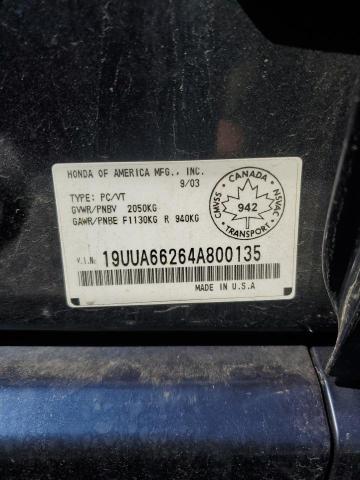 HONDA OF AMERICA MFG., INC.
9/03
TYPE: PC/VT
GVWR/PNBV 2050KG
GAWR/PNBE F1130KG R 940KG
CANADA
CMVSS
942
NSVAC
TRANSPORT
V.I.№ 19UUA66264A800135
MADE IN U.S.A